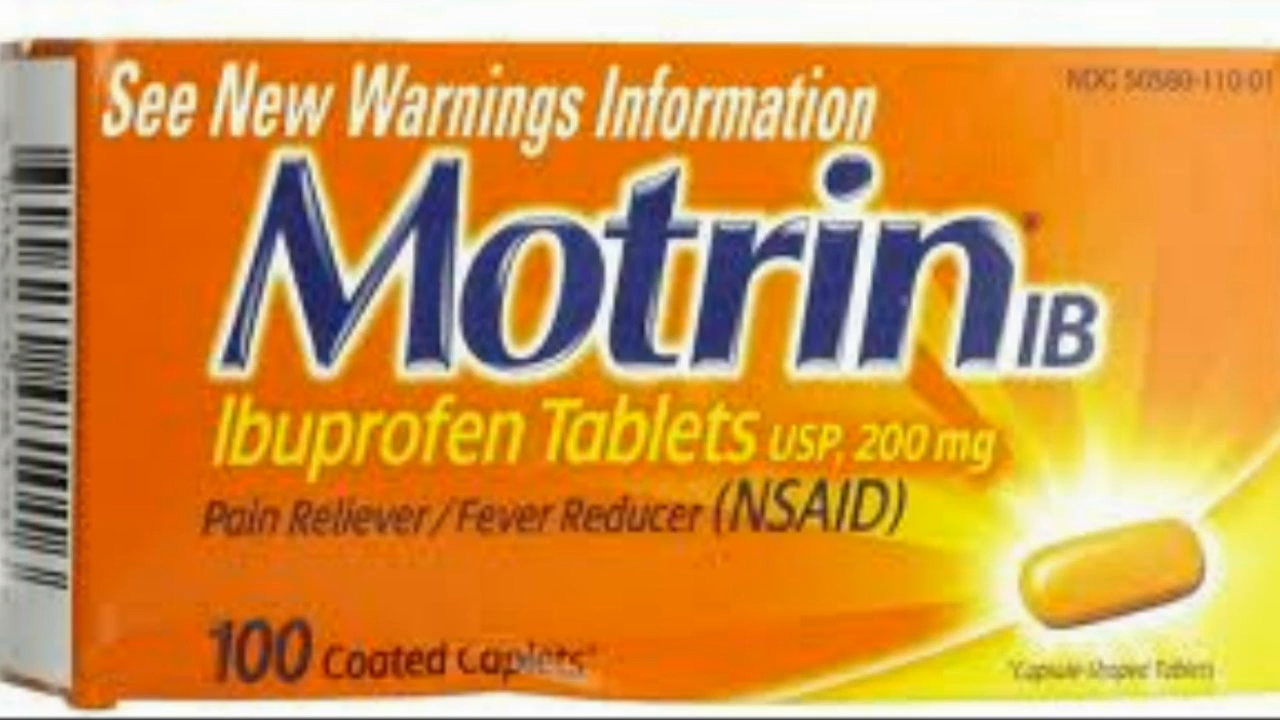 See New Warnings Information
NDC 50580-110-01
Motrin IB
Ibuprofen Tablets USP, 200 mg
Pain Reliever/Fever Reducer (NSAID)
100 Coated Caplets*
*Capsule-Shaped Tablets